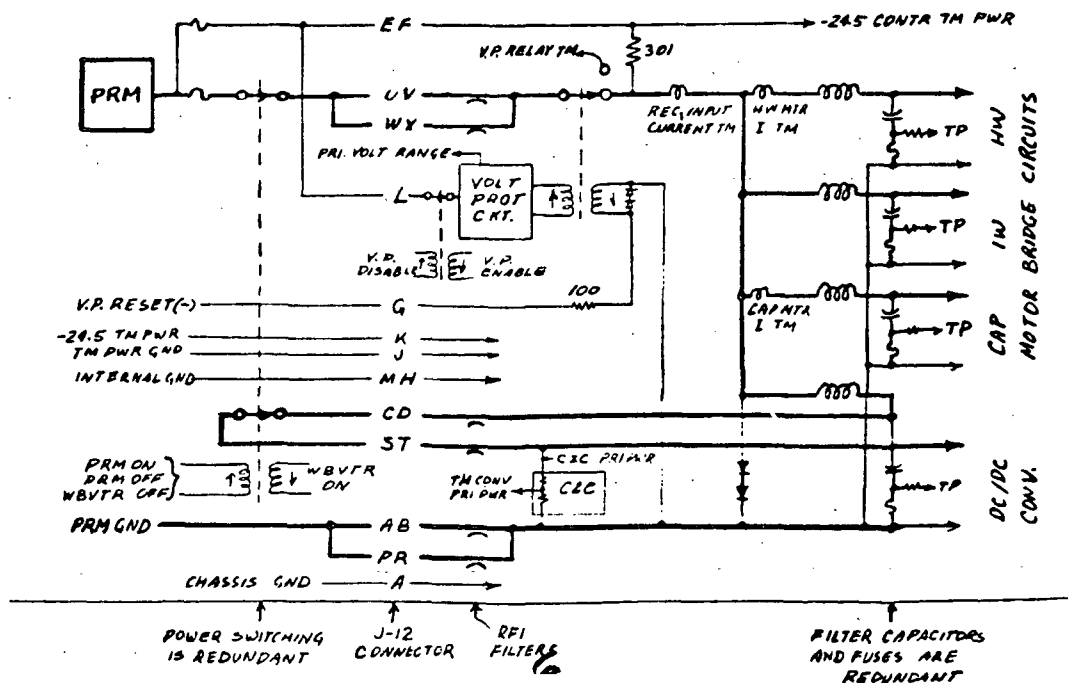 EF
-24.5 CONTR TM PWR
V.P. RELAY TM
301
PRM
UV
WX
REC. INPUT
CURRENT TM
HW MTR
I TM
TP
HW
PRI. VOLT RANGE
L
VOLT
PROT
CKT.
TP
IW
V.P.
DISABLE
V.P.
ENABLE
MOTOR BRIDGE CIRCUITS
V.P. RESET(-)
G
100
CAP MTR
I TM
TP
CAP
-24.5 TM PWR
K
TM PWR GND
J
INTERNAL GND
MH
CD
ST
C&C PRI PWR
PRM ON
PRM OFF
WBVTR OFF
WBVTR
ON
TM CONV
PRI PWR
C&C
TP
DC/DC
CONV.
PRM GND
AB
PR
CHASSIS GND
A
POWER SWITCHING
IS REDUNDANT
J-12
CONNECTOR
RFI
FILTERS
FILTER CAPACITORS
AND FUSES ARE
REDUNDANT